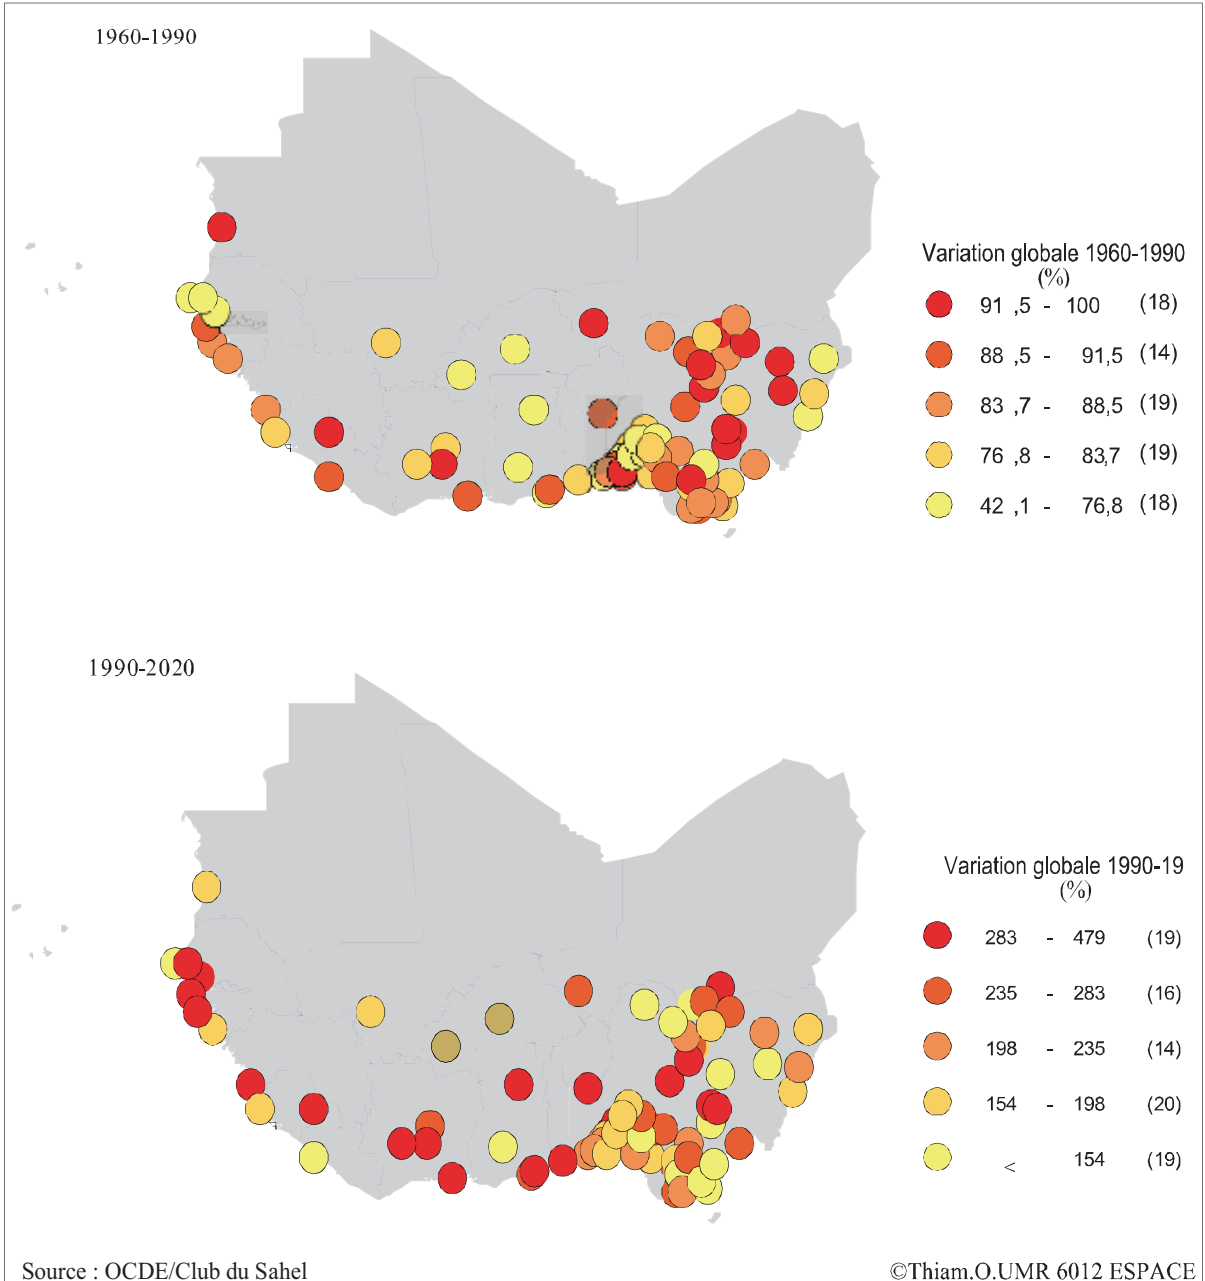 1960-1990
Variation globale 1960-1990
(%)
91 ,5 - 100 (18)
88 ,5 - 91,5 (14)
83 ,7 - 88,5 (19)
76 ,8 - 83,7 (19)
42 ,1 - 76,8 (18)
1990-2020
Variation globale 1990-19
(%)
283 - 479 (19)
235 - 283 (16)
198 - 235 (14)
154 - 198 (20)
< 154 (19)
Source : OCDE/Club du Sahel ©Thiam.O.UMR 6012 ESPACE